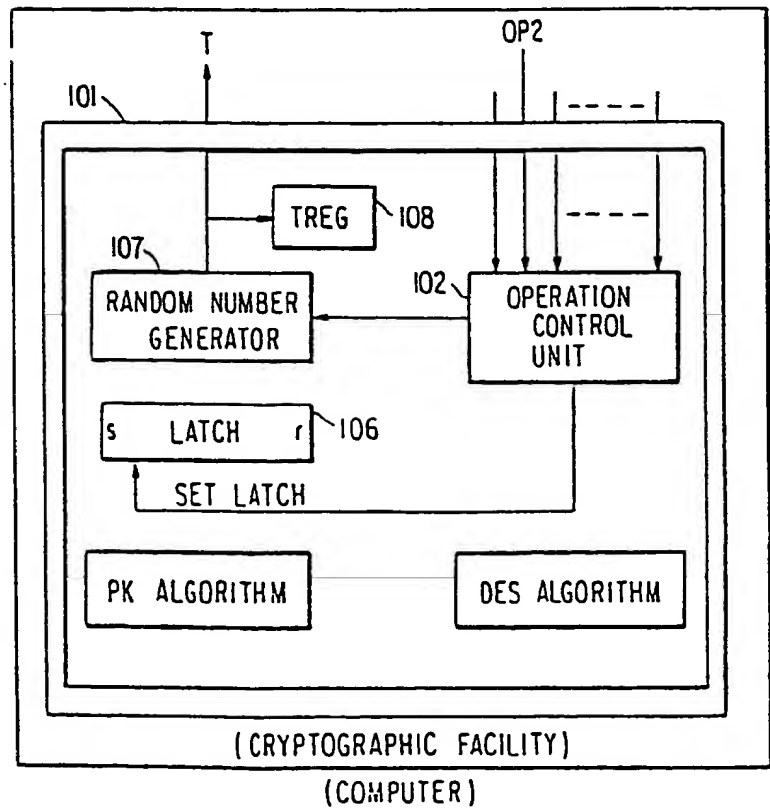 T
OP2
101
TREG
108
107
RANDOM NUMBER
GENERATOR
102
OPERATION
CONTROL
UNIT
s LATCH r
106
SET LATCH
PK ALGORITHM
DES ALGORITHM
(CRYPTOGRAPHIC FACILITY)
(COMPUTER)